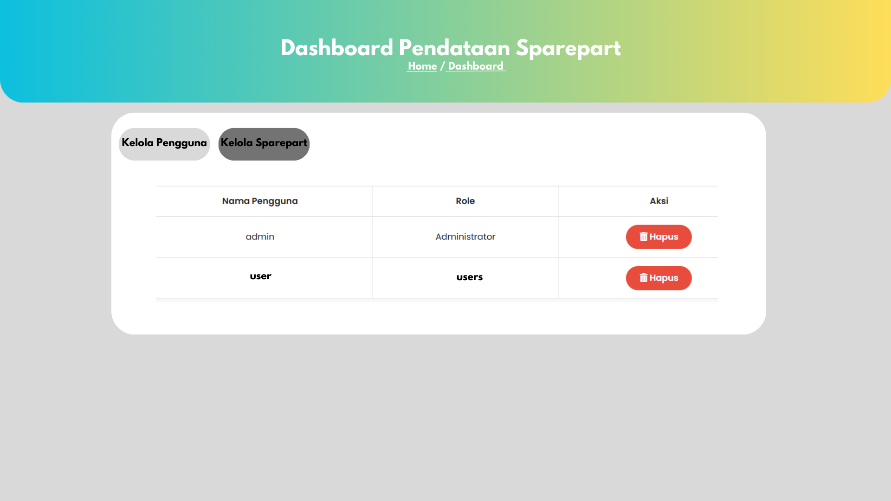 Dashboard Pendataan Sparepart
Home / Dashboard
Kelola Pengguna Kelola Sparepart
Nama Pengguna Role Aksi
admin Administrator Hapus
user users Hapus